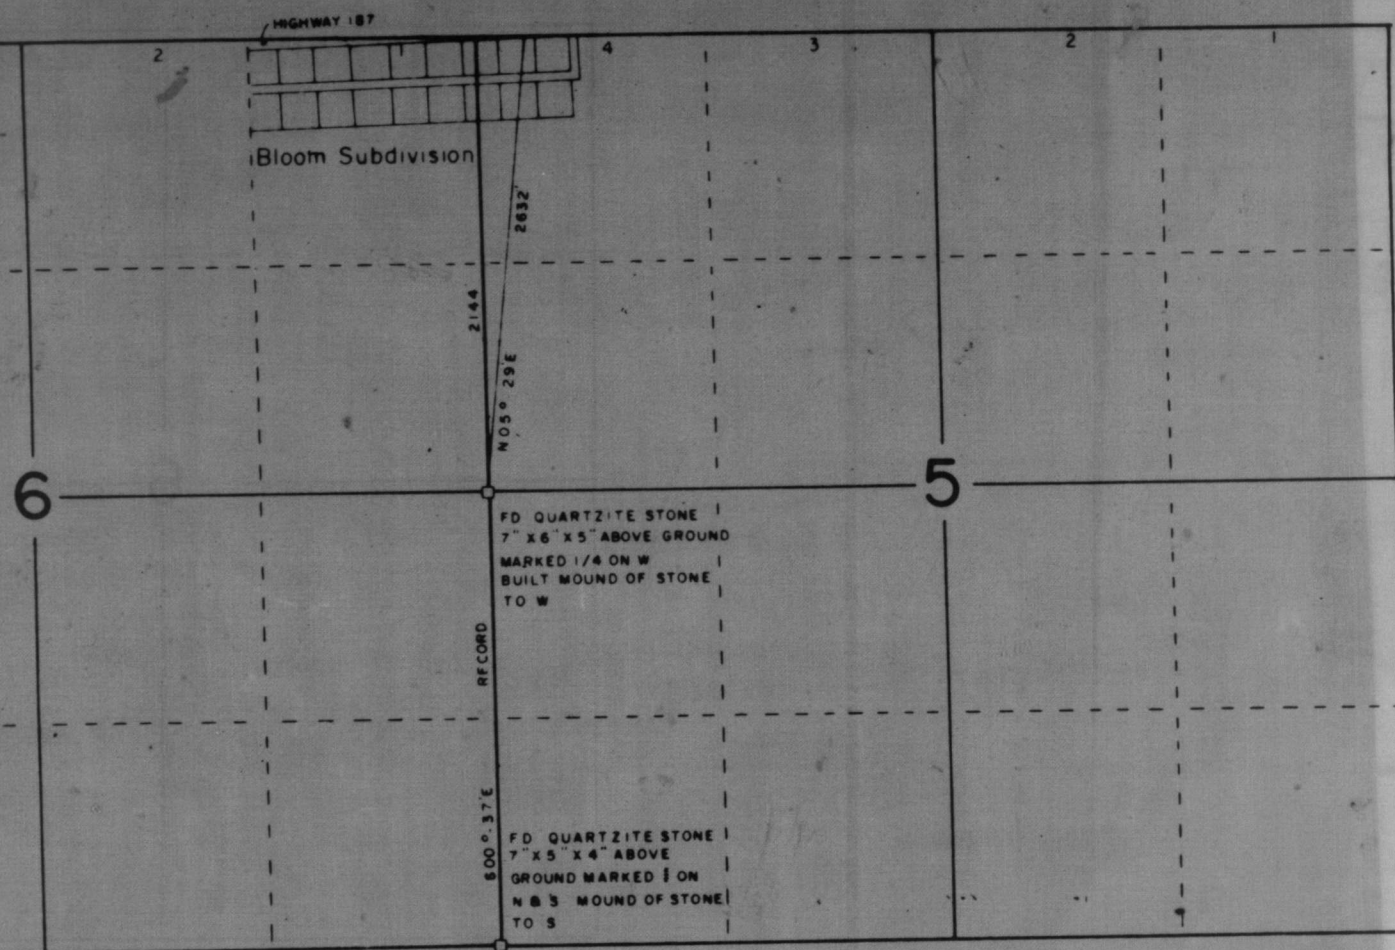 HIGHWAY 187
2
1
4
3
2
Bloom Subdivision
2632'
2144
N 05° 29'E
6
5
FD QUARTZITE STONE
7" X 6" X 5" ABOVE GROUND
MARKED 1/4 ON W
BUILT MOUND OF STONE
TO W
RECORD
S00° 37'E
FD QUARTZITE STONE
7" X 5" X 4" ABOVE
GROUND MARKED ON
N & S MOUND OF STONE
TO S